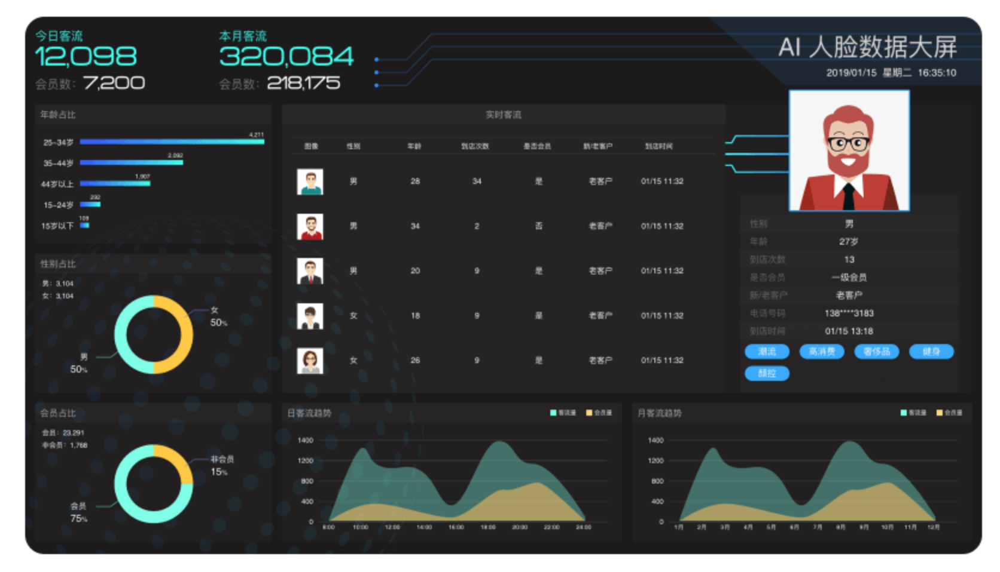 今日客流
12,098
会员数: 7,200
本月客流
320,084
会员数: 218,175
AI 人脸数据大屏
2019/01/15 星期二 16:35:10
年龄占比
25-34岁 4,211
35-44岁 2,092
44岁以上 1,907
15-24岁 292
15岁以下 109
性别占比
男: 3,104
女: 3,104
女
50%
男
50%
会员占比
会员: 23,291
非会员: 1,768
非会员
15%
会员
75%
实时客流
图像 性别 年龄 到店次数 是否会员 新/老客户 到店时间
男 28 34 是 老客户 01/15 11:32
男 34 2 否 老客户 01/15 11:32
男 20 9 是 老客户 01/15 11:32
女 18 9 是 老客户 01/15 11:32
女 26 9 是 老客户 01/15 11:32
性别 男
年龄 27岁
到店次数 13
是否会员 一级会员
新/老客户 老客户
电话号码 138****3183
到店时间 01/15 13:18
潮流 高消费 奢侈品 健身
颜控
日客流趋势
客流量 会员量
1400
1200
800
400
0
8:00 10:00 12:00 14:00 16:00 18:00 20:00 22:00 24:00
月客流趋势
客流量 会员量
1400
1200
800
400
0
1月 2月 3月 4月 5月 6月 7月 8月 9月 10月 11月 12月